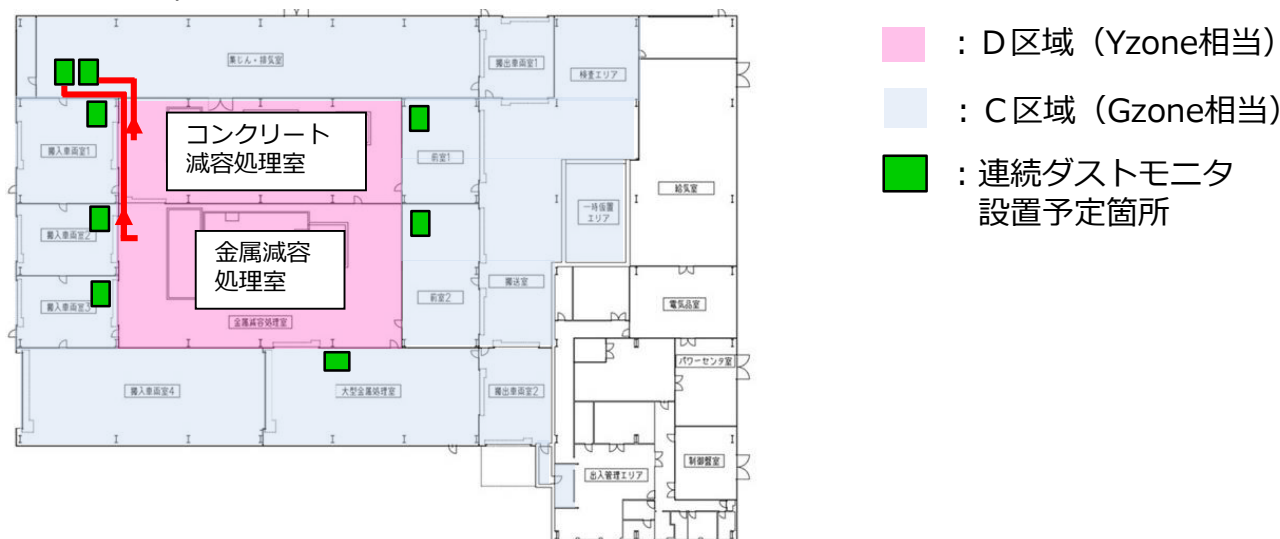 集じん・排気室
搬出車両室1
検査エリア
搬入車両室1
コンクリート
減容処理室
前室1
給気室
一時仮置
エリア
搬入車両室2
金属減容
処理室
搬入車両室3
金属減容処理室
前室2
搬送室
電気品室
パワーセンタ室
搬入車両室4
大型金属処理室
搬出車両室2
制御盤室
出入管理エリア
：D区域（Yzone相当）
：C区域（Gzone相当）
：連続ダストモニタ
設置予定箇所